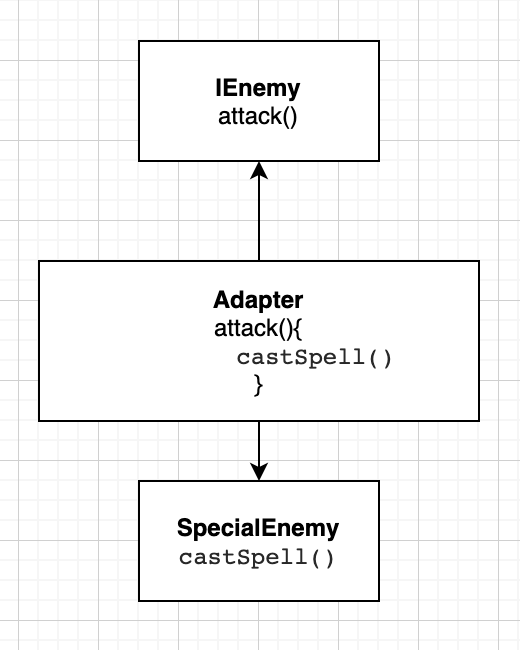 IEnemy
attack()
Adapter
attack(){
castSpell()
}
SpecialEnemy
castSpell()